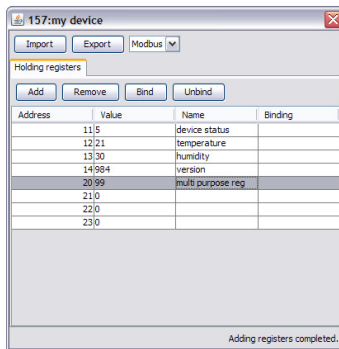 157:my device
Import Export Modbus
Holding registers
Add Remove Bind Unbind
Address Value Name Binding
11 5 device status
12 21 temperature
13 30 humidity
14 984 version
20 99 multi purpose reg
21 0
22 0
23 0
Adding registers completed.